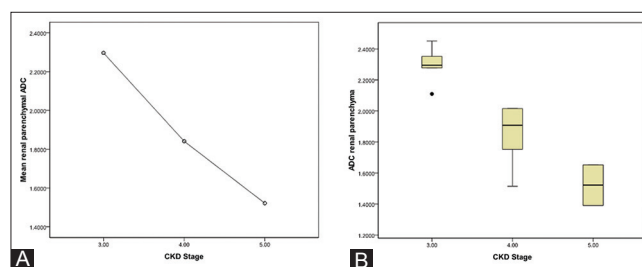 2.4000
2.2000
2.0000
1.8000
1.6000
1.4000
Mean renal parenchymal ADC
3.00 4.00 5.00
CKD Stage
A
2.4000
2.2000
2.0000
1.8000
1.6000
1.4000
1.2000
ADC renal parenchyma
3.00 4.00 5.00
CKD Stage
B